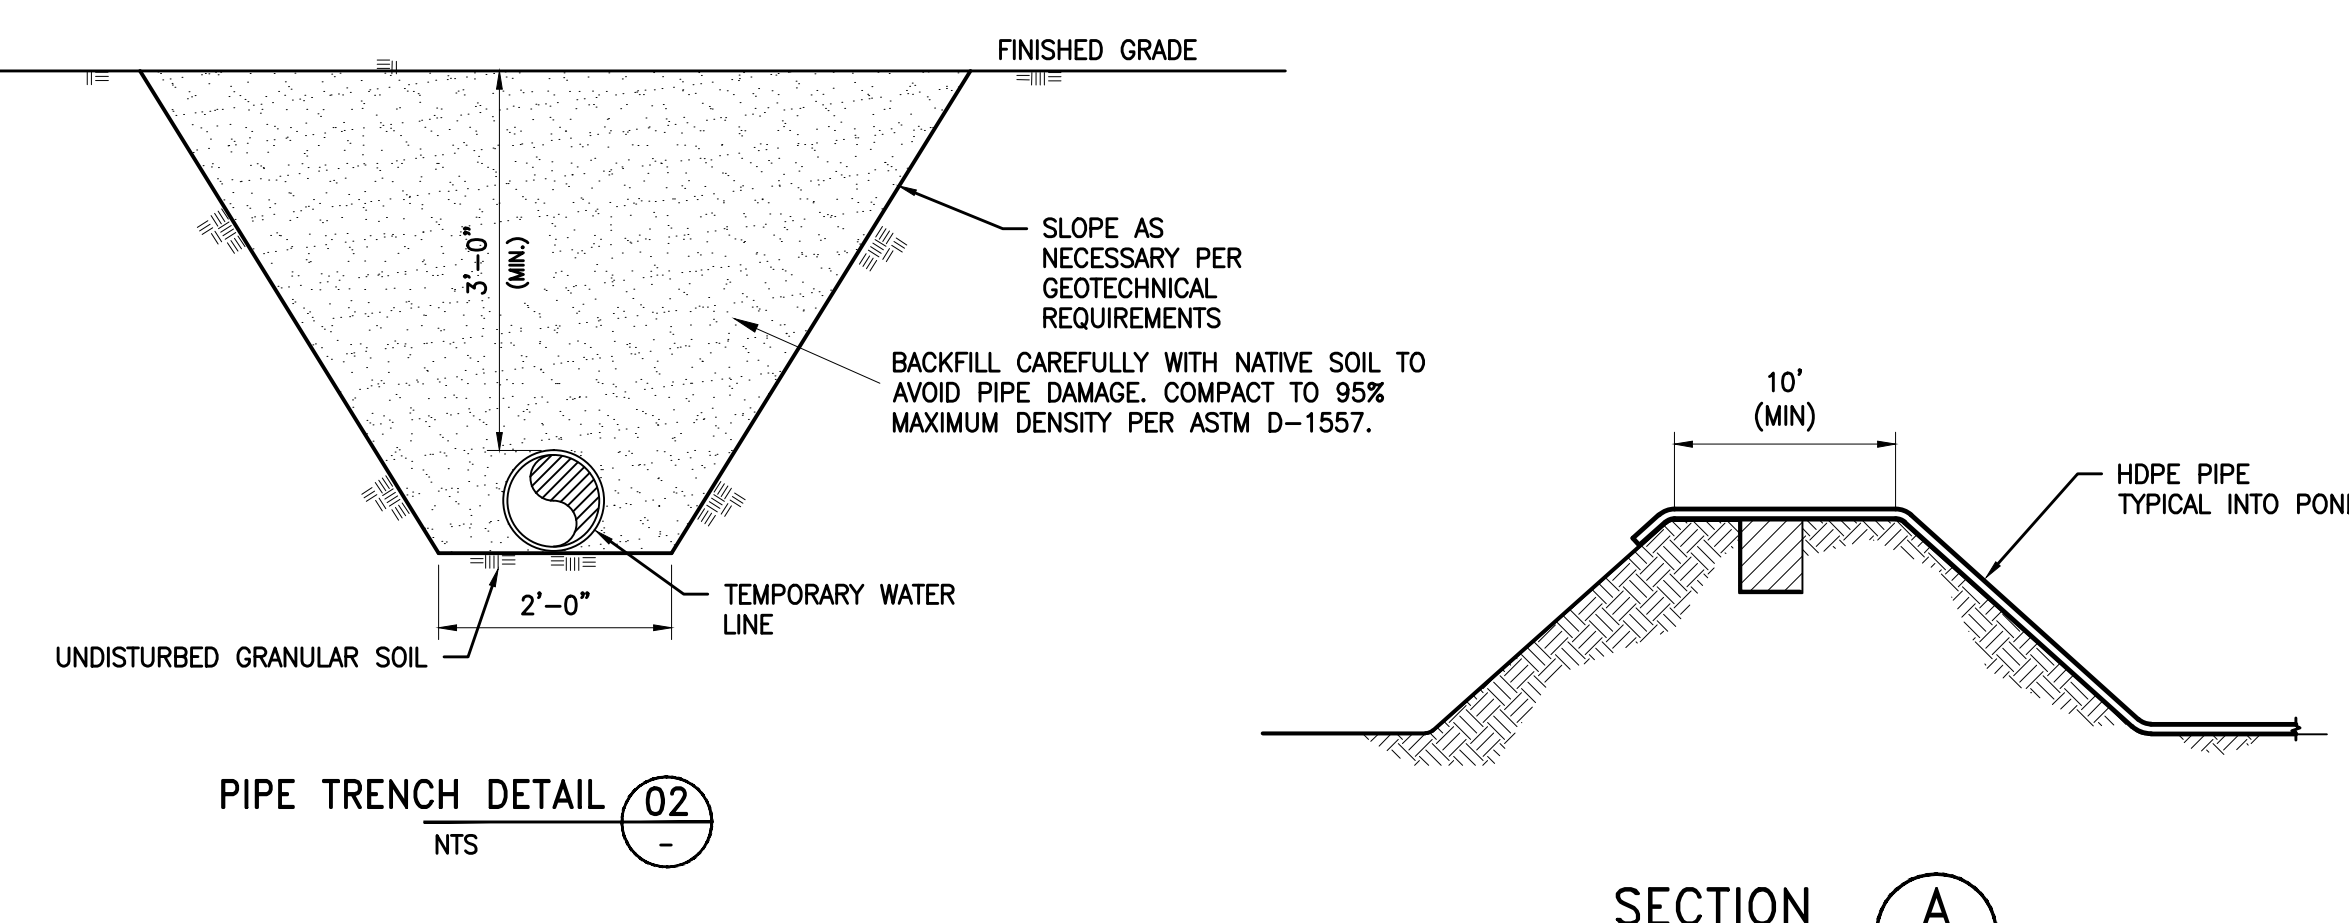 FINISHED GRADE
3'-0"
(MIN.)
SLOPE AS
NECESSARY PER
GEOTECHNICAL
REQUIREMENTS
BACKFILL CAREFULLY WITH NATIVE SOIL TO
AVOID PIPE DAMAGE. COMPACT TO 95%
MAXIMUM DENSITY PER ASTM D-1557.
TEMPORARY WATER
LINE
2'-0"
UNDISTURBED GRANULAR SOIL
PIPE TRENCH DETAIL
02
NTS
-
10'
(MIN)
HDPE PIPE
TYPICAL INTO
SECTION
A